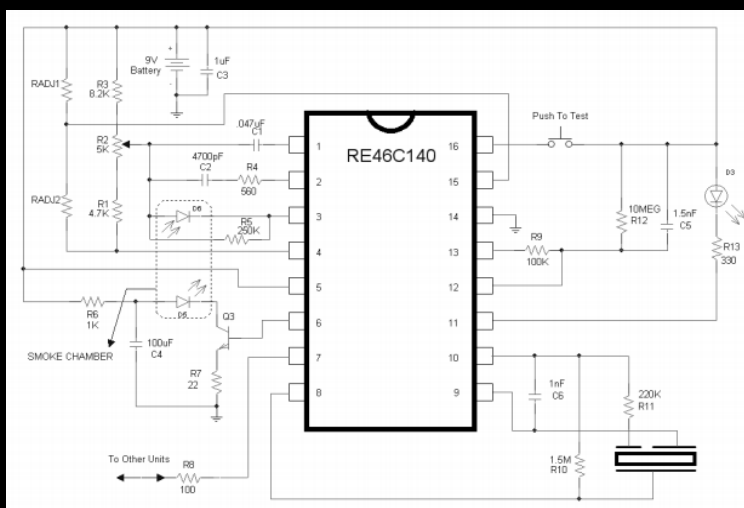 RADJ1
R3
8.2K
9V
Battery
+
-
1uF
C3
R2
5K
RADJ2
R1
4.7K
.047uF
C1
4700pF
C2
R4
560
D6
R5
250K
R6
1K
D5
Q3
SMOKE CHAMBER
100uF
C4
R7
22
To Other Units
R8
100
RE46C140
1
2
3
4
5
6
7
8
16
15
14
13
12
11
10
9
Push To Test
D3
10MEG
R12
1.5nF
C5
R13
330
R9
100K
1nF
C6
220K
R11
1.5M
R10